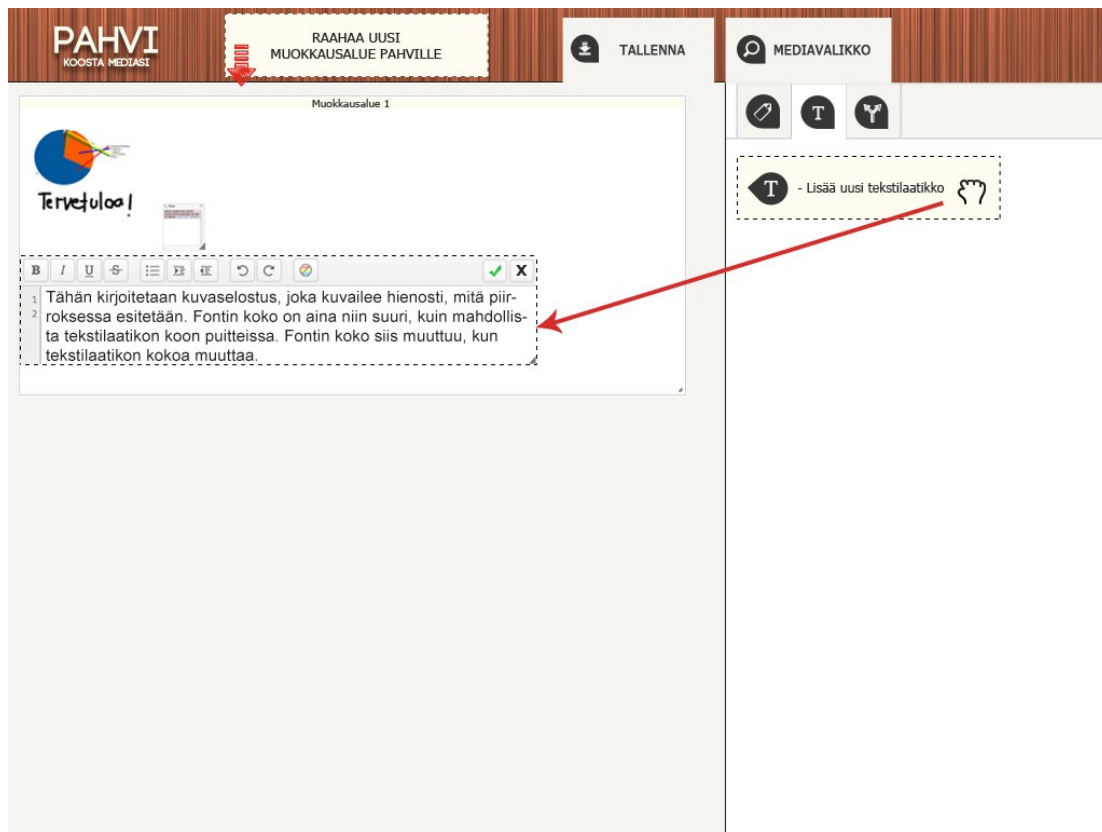 PAHVI
KOOSTA MEDIASI
RAAHAA UUSI
MUOKKAUSALUE PAHVILLE
TALLENNA
MEDIAVALIKKO
Muokkausalue 1
T
T - Lisää uusi tekstilaatikko
Tervetuloa!
B I U S X
1 Tähän kirjoitetaan kuvaselostus, joka kuvailee hienosti, mitä piir-
2 roksessa esitetään. Fontin koko on aina niin suuri, kuin mahdollis-
ta tekstilaatikon koon puitteissa. Fontin koko siis muuttuu, kun
tekstilaatikon kokoa muuttaa.